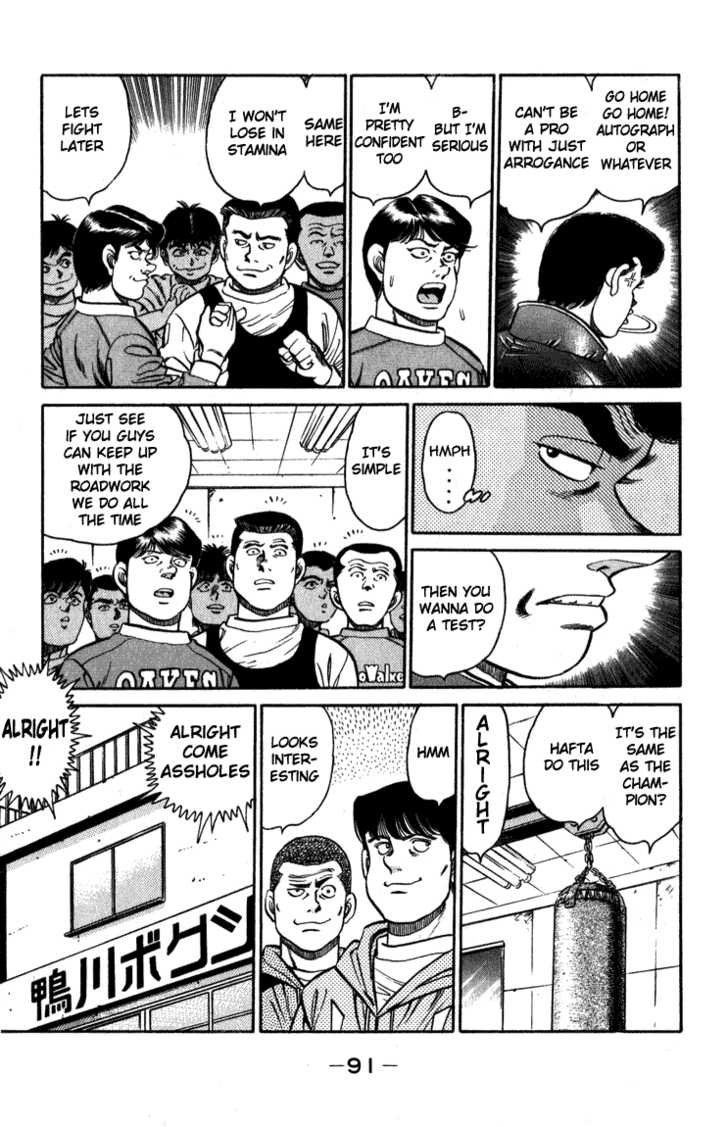 GO HOME
GO HOME!
AUTOGRAPH
OR
WHATEVER
CAN'T BE
A PRO
WITH JUST
ARROGANCE
B-
BUT I'M
SERIOUS
I'M
PRETTY
CONFIDENT
TOO
SAME
HERE
I WON'T
LOSE IN
STAMINA
LETS
FIGHT
LATER
OAKES
HMPH
....
THEN YOU
WANNA DO
A TEST?
IT'S
SIMPLE
JUST SEE
IF YOU GUYS
CAN KEEP UP
WITH THE
ROADWORK
WE DO ALL
THE TIME
OAKES
oWalke
IT'S THE
SAME
AS THE
CHAM-
PION?
HAFTA
DO THIS
ALRIGHT
HMM
LOOKS
INTER-
ESTING
ALRIGHT
COME
ASSHOLES
ALRIGHT
!!
鴨川ボクシ
-91-